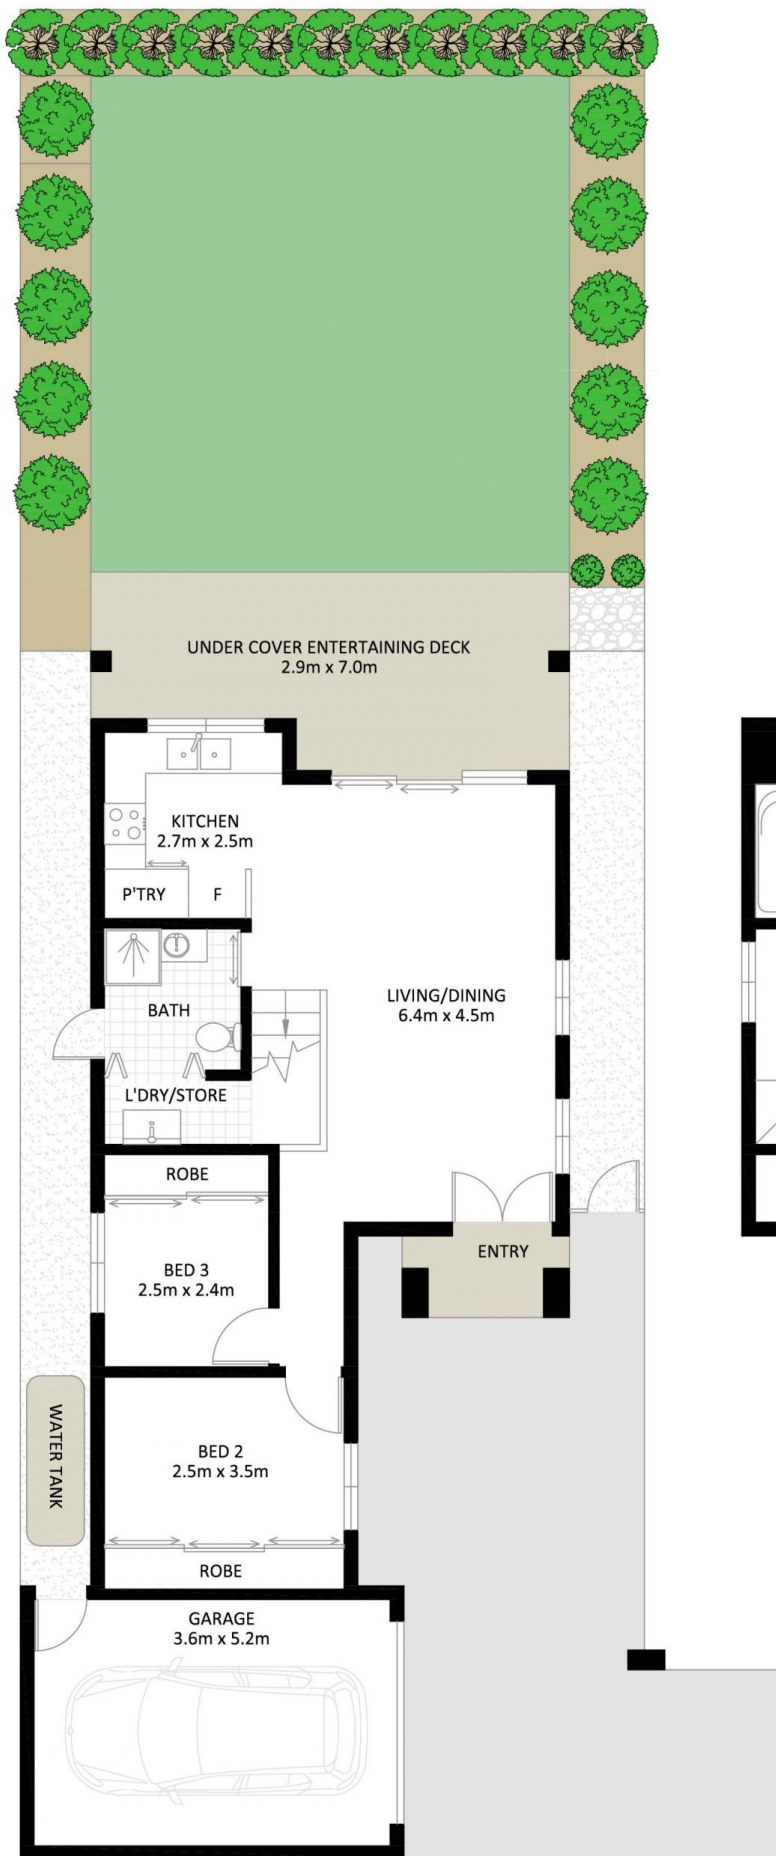 UNDER COVER ENTERTAINING DECK
2.9m x 7.0m
KITCHEN
2.7m x 2.5m
P'TRY
F
BATH
LIVING/DINING
6.4m x 4.5m
L'DRY/STORE
ROBE
BED 3
2.5m x 2.4m
ENTRY
WATER TANK
BED 2
2.5m x 3.5m
ROBE
GARAGE
3.6m x 5.2m